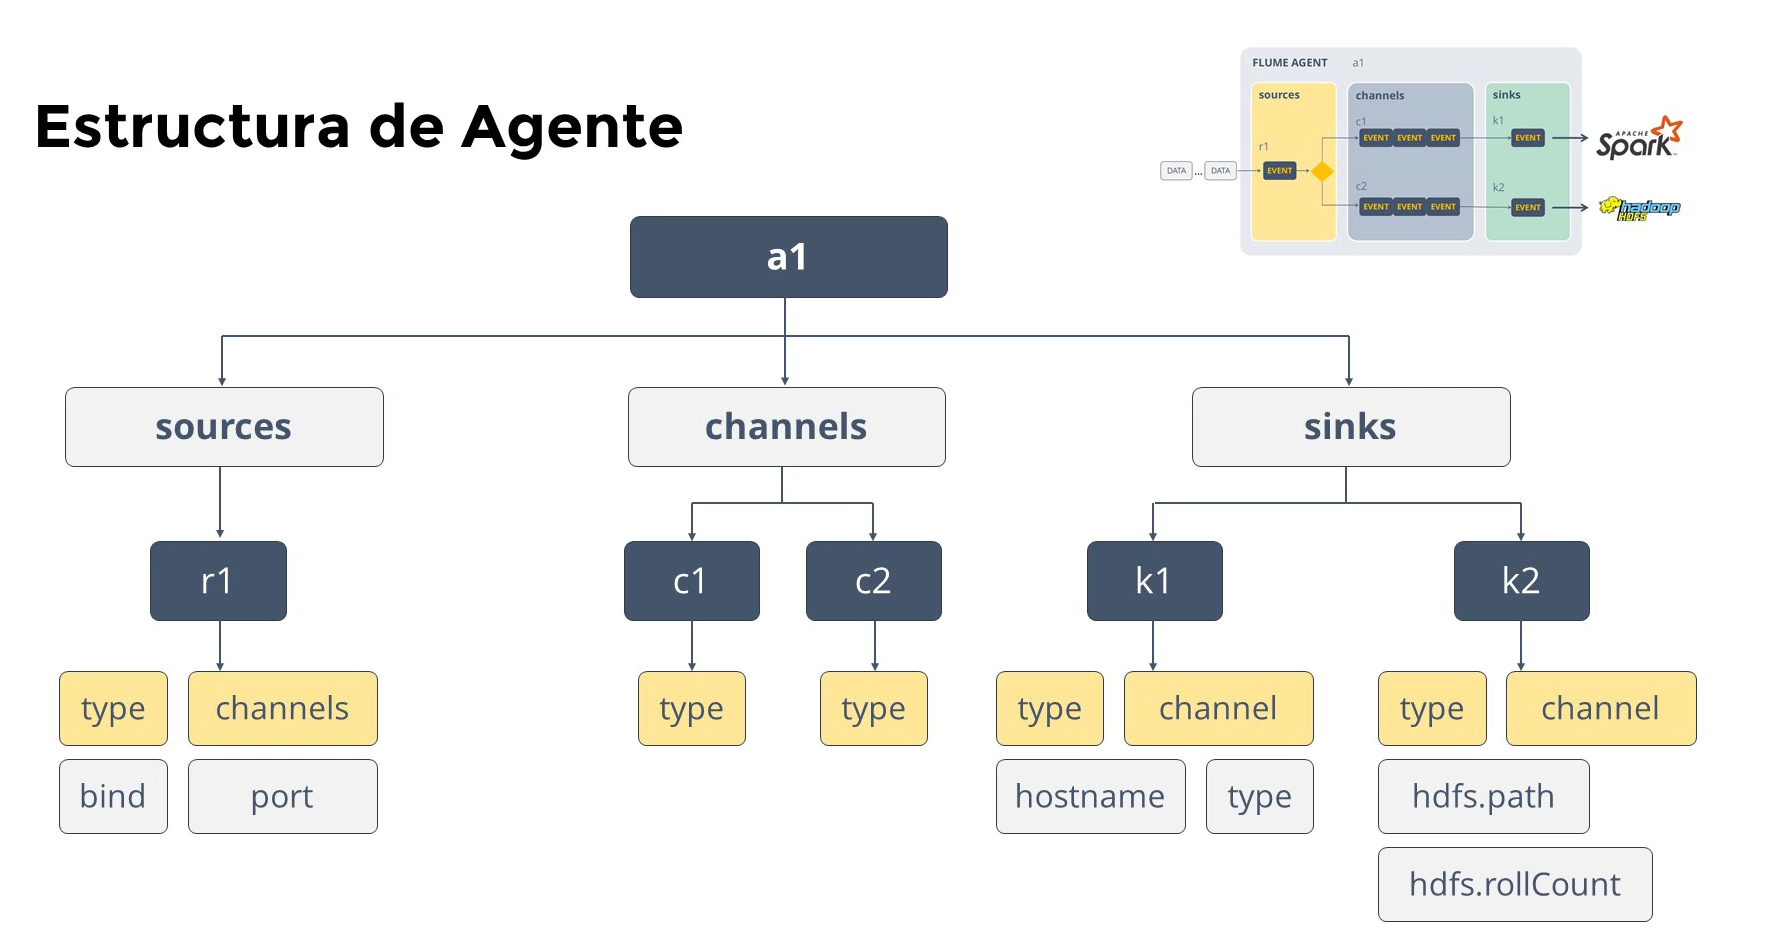 Estructura de Agente
FLUME AGENT a1
sources channels sinks
c1 k1
EVENT EVENT EVENT EVENT
r1
DATA ... DATA EVENT
c2 k2
EVENT EVENT EVENT EVENT
APACHE
Spark
hadoop
HDFS
a1
sources channels sinks
r1 c1 c2 k1 k2
type channels type type type channel type channel
bind port hostname type hdfs.path
hdfs.rollCount